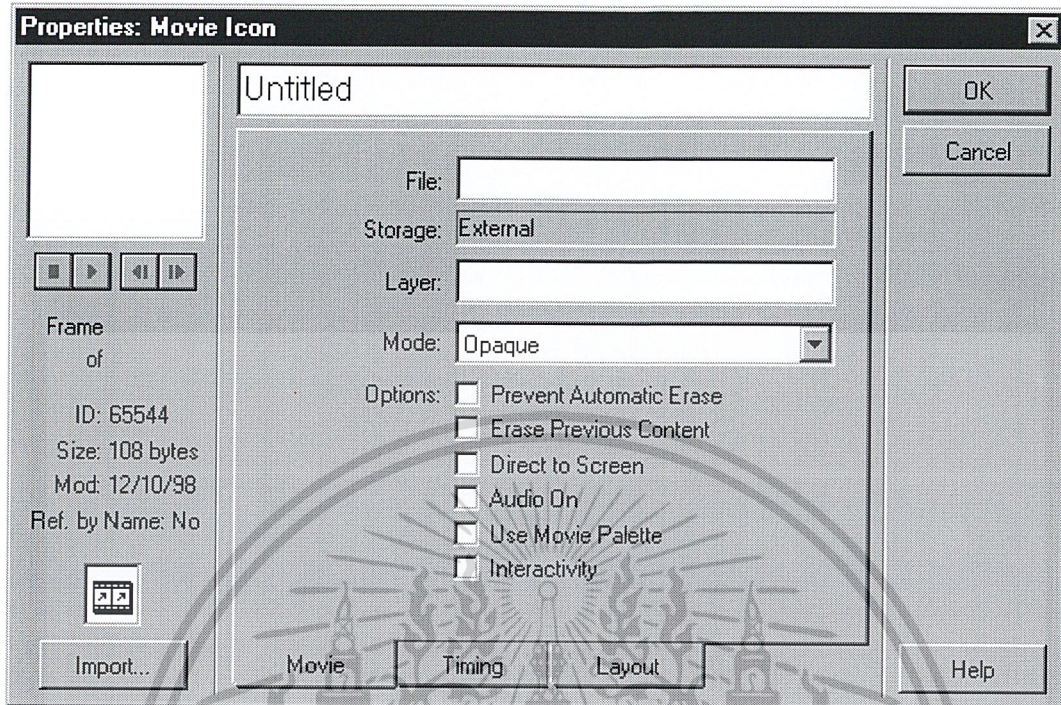 Properties: Movie Icon
Untitled
OK
Cancel
File:
Storage: External
Layer:
Mode: Opaque
Options: Prevent Automatic Erase
Erase Previous Content
Direct to Screen
Audio On
Use Movie Palette
Interactivity
Frame
of
ID: 65544
Size: 108 bytes
Mod: 12/10/98
Ref. by Name: No
Import...
Movie Timing Layout
Help